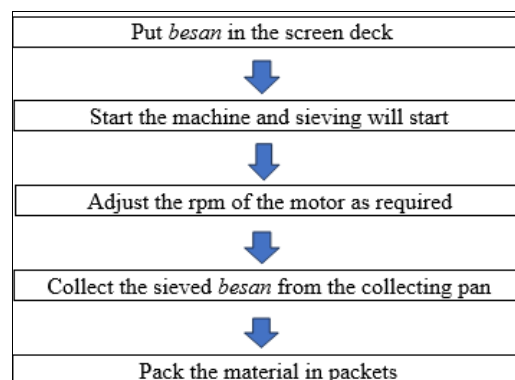 Put besan in the screen deck
Start the machine and sieving will start
Adjust the rpm of the motor as required
Collect the sieved besan from the collecting pan
Pack the material in packets